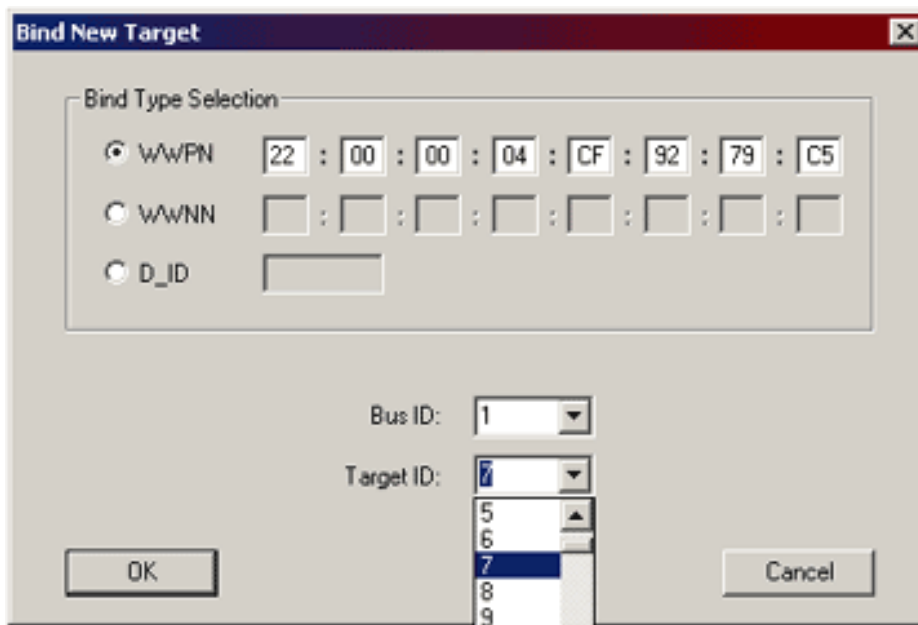 Bind New Target
Bind Type Selection
WWPN 22 : 00 : 00 : 04 : CF : 92 : 79 : C5
WWNN : : : : : : :
D_ID
Bus ID: 1
Target ID: 7
5
6
7
8
9
OK Cancel